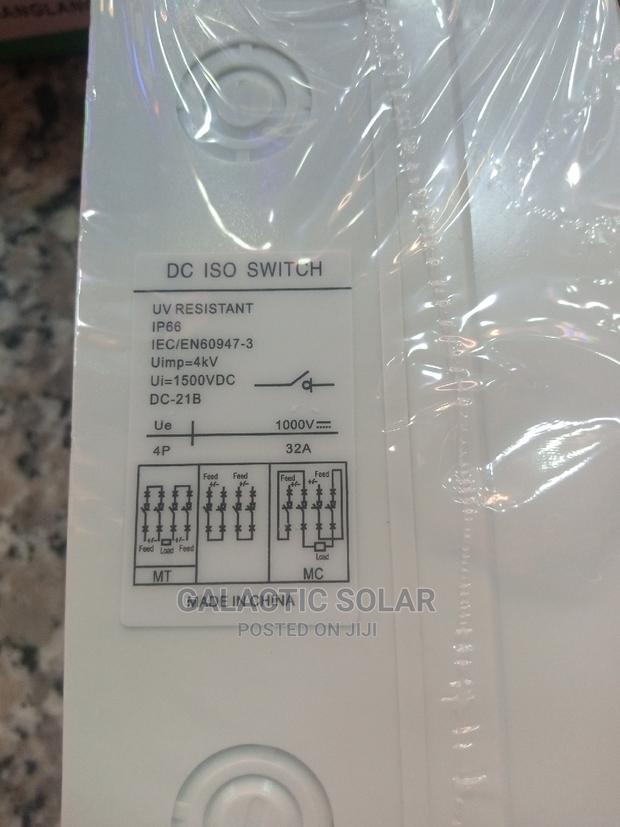 DC ISO SWITCH
UV RESISTANT
IP66
IEC/EN60947-3
Uimp=4kV
Ui=1500VDC
DC-21B
Ue 1000V
4P 32A
Feed Feed Feed Feed
+/- +/- +/- +/-
+/- +/-
Feed Load Feed Load
MT MC
MADE IN CHINA
GALACTIC SOLAR
POSTED ON JIJI